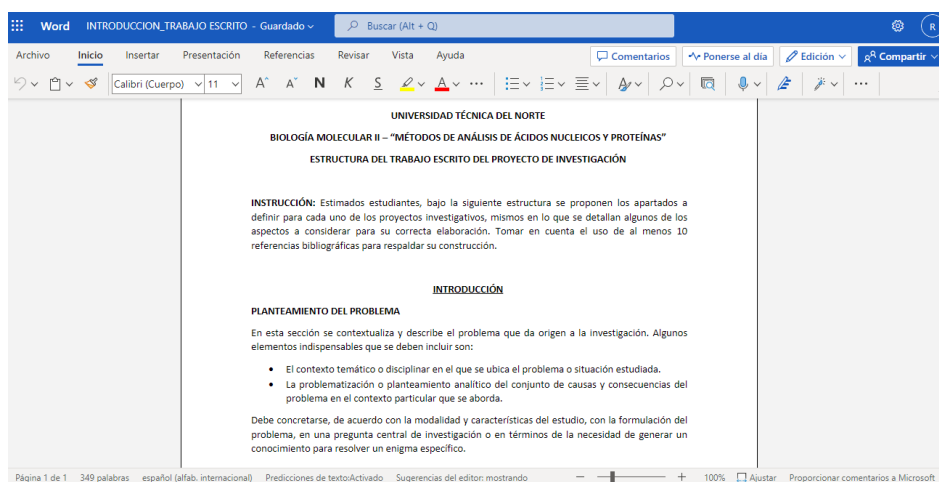 Word INTRODUCCION_TRABAJO ESCRITO - Guardado Buscar (Alt + Q) R
Archivo Inicio Insertar Presentación Referencias Revisar Vista Ayuda Comentarios Ponerse al día Edición Compartir
Calibri (Cuerpo) 11 A A N K S A
UNIVERSIDAD TÉCNICA DEL NORTE
BIOLOGÍA MOLECULAR II – “MÉTODOS DE ANÁLISIS DE ÁCIDOS NUCLEICOS Y PROTEÍNAS”
ESTRUCTURA DEL TRABAJO ESCRITO DEL PROYECTO DE INVESTIGACIÓN
INSTRUCCIÓN: Estimados estudiantes, bajo la siguiente estructura se proponen los apartados a
definir para cada uno de los proyectos investigativos, mismos en lo que se detallan algunos de los
aspectos a considerar para su correcta elaboración. Tomar en cuenta el uso de al menos 10
referencias bibliográficas para respaldar su construcción.
INTRODUCCIÓN
PLANTEAMIENTO DEL PROBLEMA
En esta sección se contextualiza y describe el problema que da origen a la investigación. Algunos
elementos indispensables que se deben incluir son:
• El contexto temático o disciplinar en el que se ubica el problema o situación estudiada.
• La problematización o planteamiento analítico del conjunto de causas y consecuencias del
problema en el contexto particular que se aborda.
Debe concretarse, de acuerdo con la modalidad y características del estudio, con la formulación del
problema, en una pregunta central de investigación o en términos de la necesidad de generar un
conocimiento para resolver un enigma específico.
Página 1 de 1 349 palabras español (alfab. internacional) Predicciones de texto:Activado Sugerencias del editor: mostrando - + 100% Ajustar Proporcionar comentarios a Microsoft